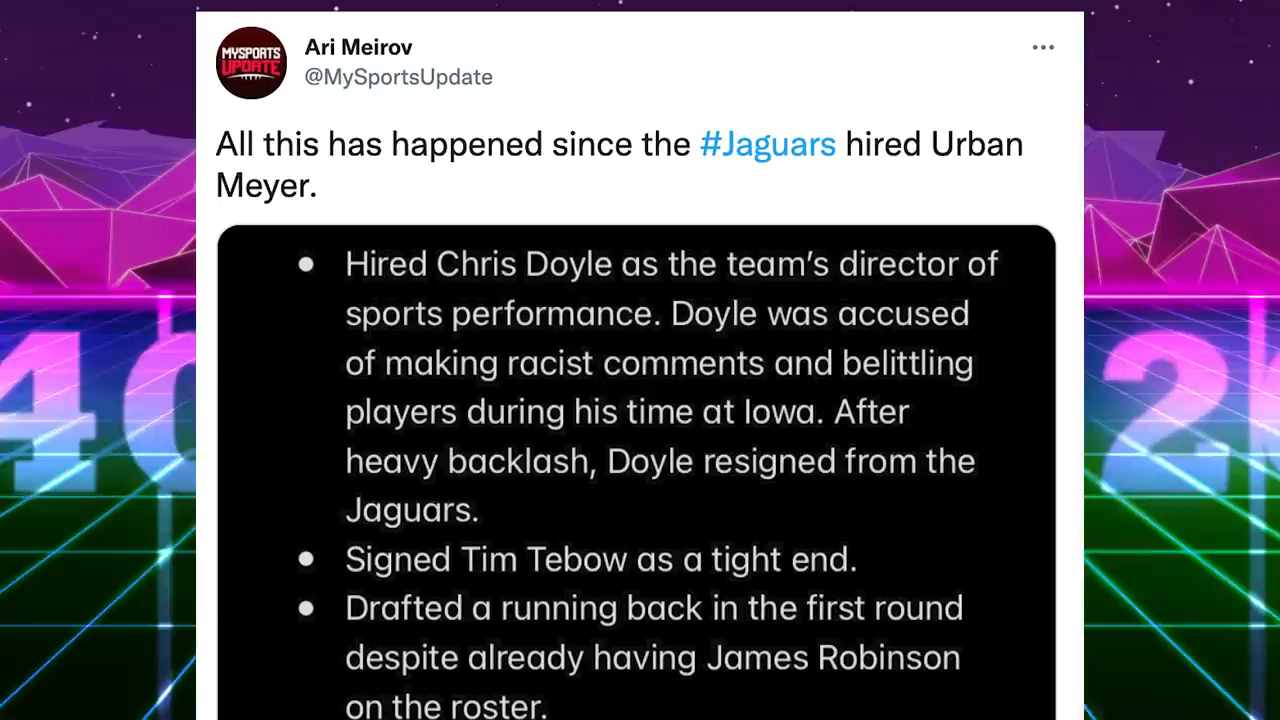 MYSPORTS
UPDATE
Ari Meirov
@MySportsUpdate
All this has happened since the #Jaguars hired Urban
Meyer.
• Hired Chris Doyle as the team’s director of
sports performance. Doyle was accused
of making racist comments and belittling
players during his time at Iowa. After
heavy backlash, Doyle resigned from the
Jaguars.
• Signed Tim Tebow as a tight end.
• Drafted a running back in the first round
despite already having James Robinson
on the roster.
40
2